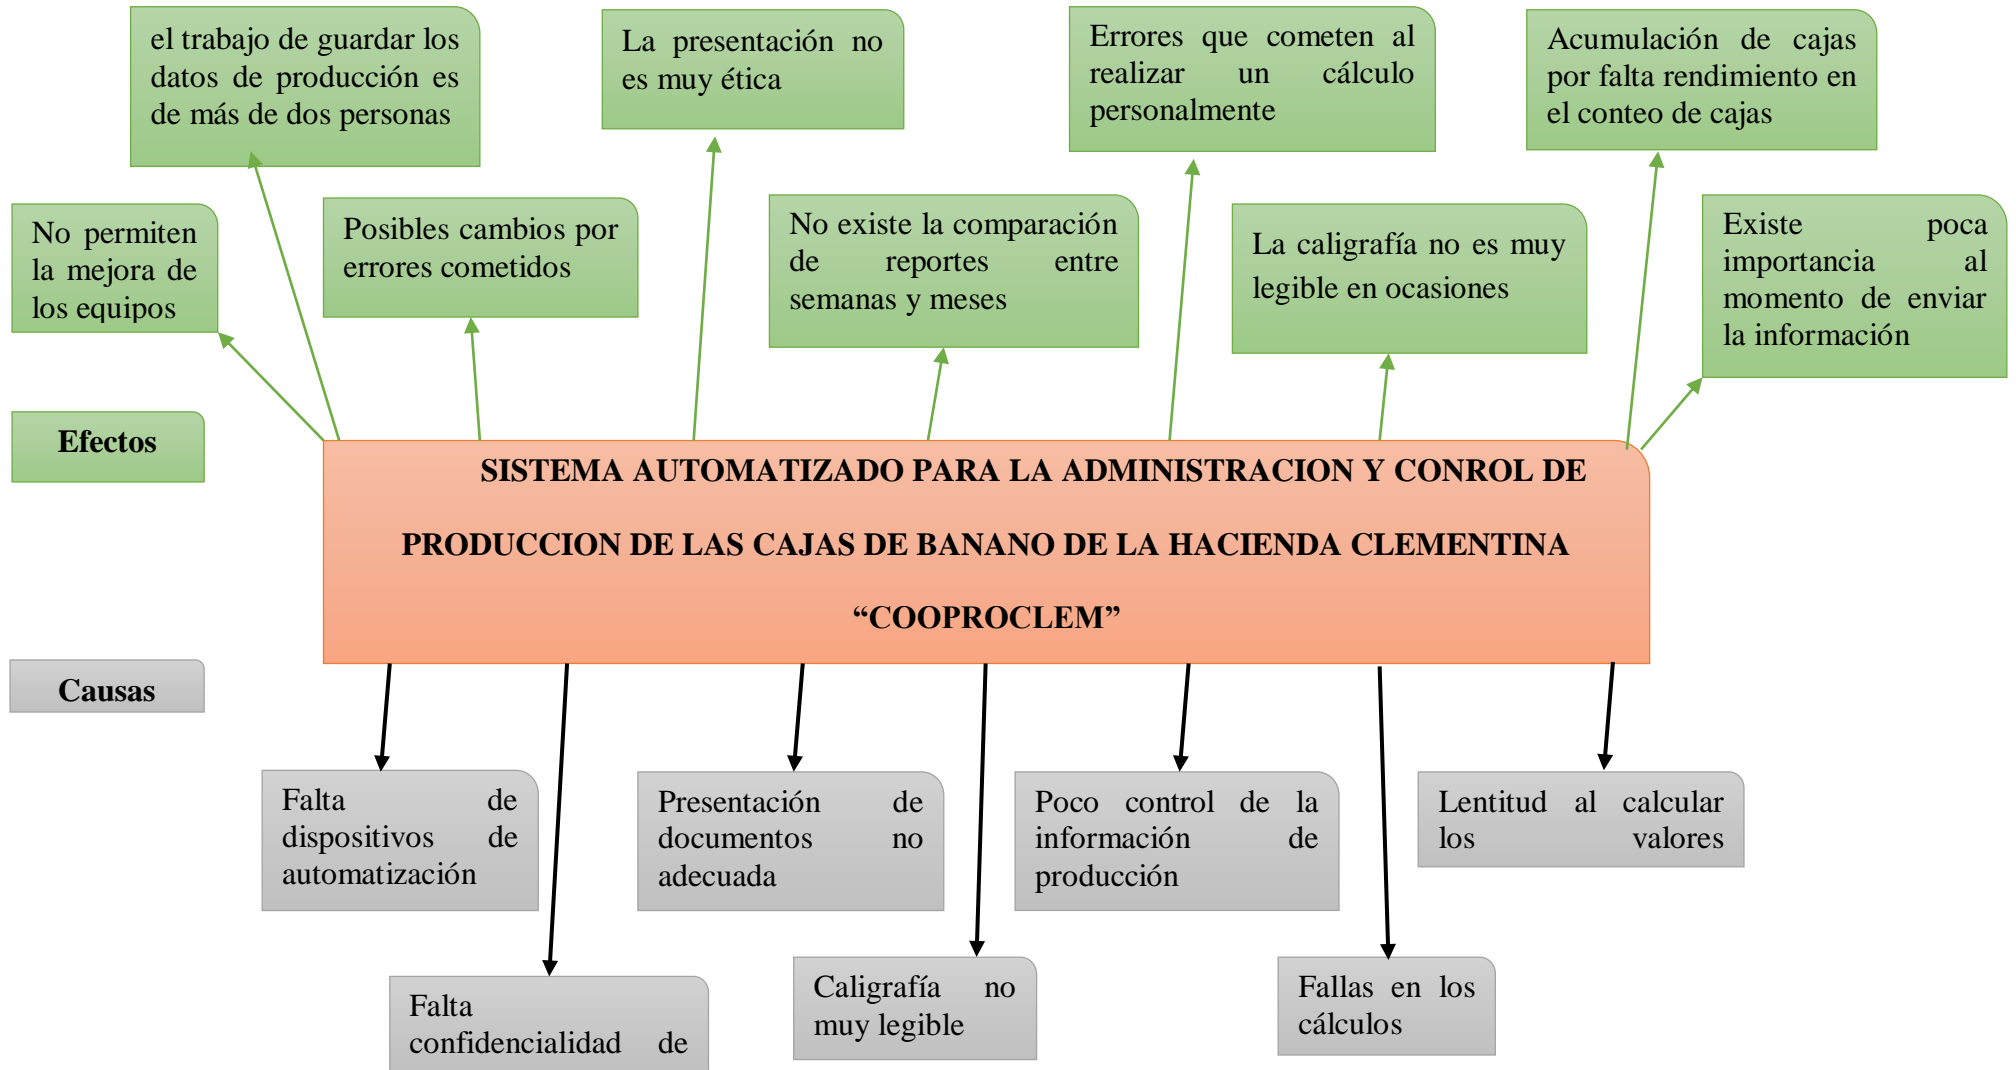 el trabajo de guardar los
datos de producción es
de más de dos personas
La presentación no
es muy ética
Errores que cometen al
realizar un cálculo
personalmente
Acumulación de cajas
por falta rendimiento en
el conteo de cajas
No permiten
la mejora de
los equipos
Posibles cambios por
errores cometidos
No existe la comparación
de reportes entre
semanas y meses
La caligrafía no es muy
legible en ocasiones
Existe poca
importancia al
momento de enviar
la información
Efectos
SISTEMA AUTOMATIZADO PARA LA ADMINISTRACION Y CONROL DE
PRODUCCION DE LAS CAJAS DE BANANO DE LA HACIENDA CLEMENTINA
“COOPROCLEM”
Causas
Falta de
dispositivos de
automatización
Presentación de
documentos no
adecuada
Poco control de la
información de
producción
Lentitud al calcular
los valores
Falta
confidencialidad de
Caligrafía no
muy legible
Fallas en los
cálculos